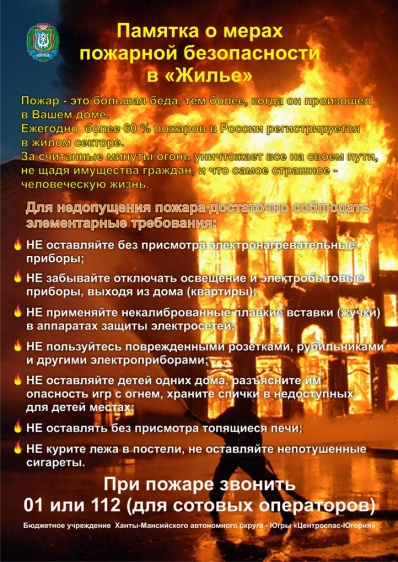 Памятка о мерах
пожарной безопасности
в «Жилье»
Пожар - это большая беда, тем более, когда он произошел
в Вашем доме.
Ежегодно более 60 % пожаров в России регистрируется
в жилом секторе.
За считанные минуты огонь уничтожает все на своем пути,
не щадя имущества граждан, и что самое страшное -
человеческую жизнь.
Для недопущения пожара достаточно соблюдать
элементарные требования:
НЕ оставляйте без присмотра электронагревательные
приборы;
НЕ забывайте отключать освещение и электробытовые
приборы, выходя из дома (квартиры);
НЕ применяйте некалиброванные плавкие вставки (жучки)
в аппаратах защиты электросетей;
НЕ пользуйтесь поврежденными розетками, рубильниками
и другими электроприборами;
НЕ оставляйте детей одних дома, разъясните им
опасность игр с огнем, храните спички в недоступных
для детей местах;
НЕ оставлять без присмотра топящиеся печи;
НЕ курите лежа в постели, не оставляйте непотушенные
сигареты.
При пожаре звонить
01 или 112 (для сотовых операторов)
Бюджетное учреждение Ханты-Мансийского автономного округа - Югры «Центроспас-Югория»